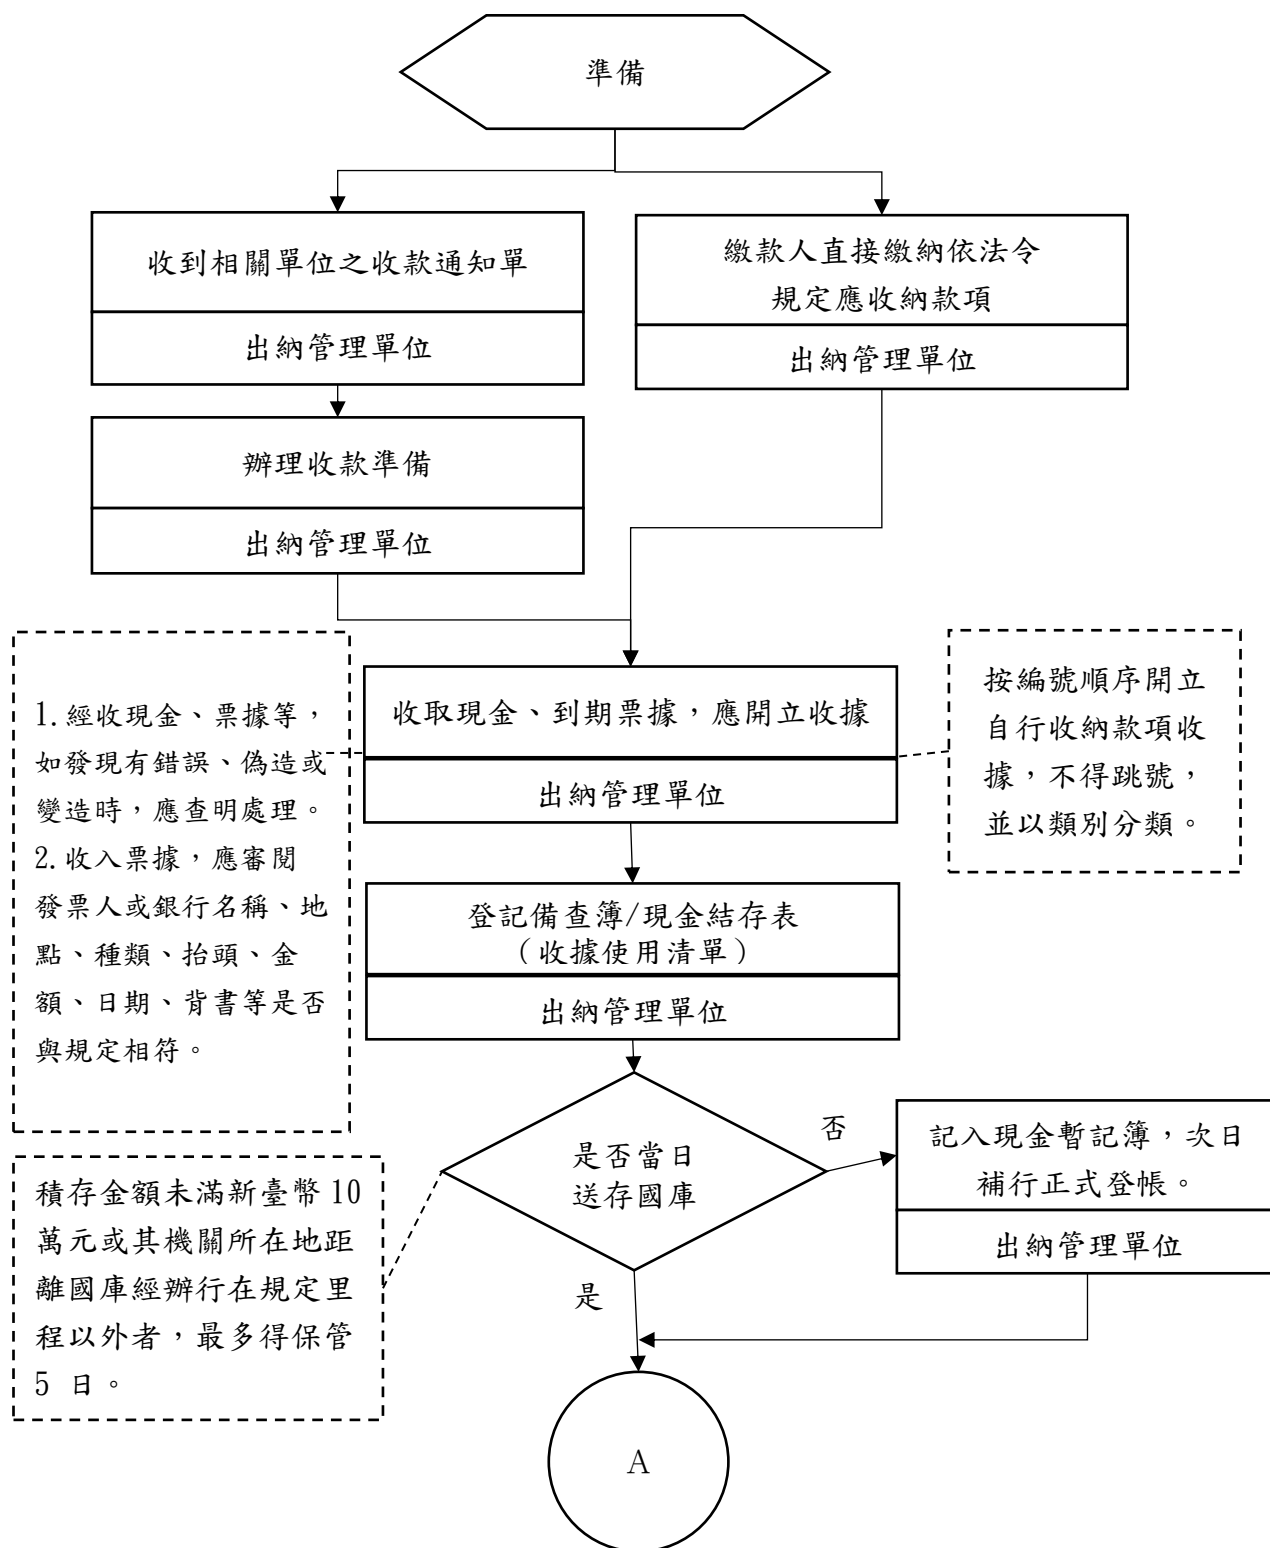 準備
收到相關單位之收款通知單
出納管理單位
繳款人直接繳納依法令
規定應收納款項
出納管理單位
辦理收款準備
出納管理單位
1.經收現金、票據等，
如發現有錯誤、偽造或
變造時，應查明處理。
2.收入票據，應審閱
發票人或銀行名稱、地
點、種類、抬頭、金
額、日期、背書等是否
與規定相符。
收取現金、到期票據，應開立收據
出納管理單位
按編號順序開立
自行收納款項收
據，不得跳號，
並以類別分類。
登記備查簿/現金結存表
（收據使用清單）
出納管理單位
是否當日
送存國庫
否
記入現金暫記簿，次日
補行正式登帳。
出納管理單位
積存金額未滿新臺幣10
萬元或其機關所在地距
離國庫經辦行在規定里
程以外者，最多得保管
5 日。
是
A